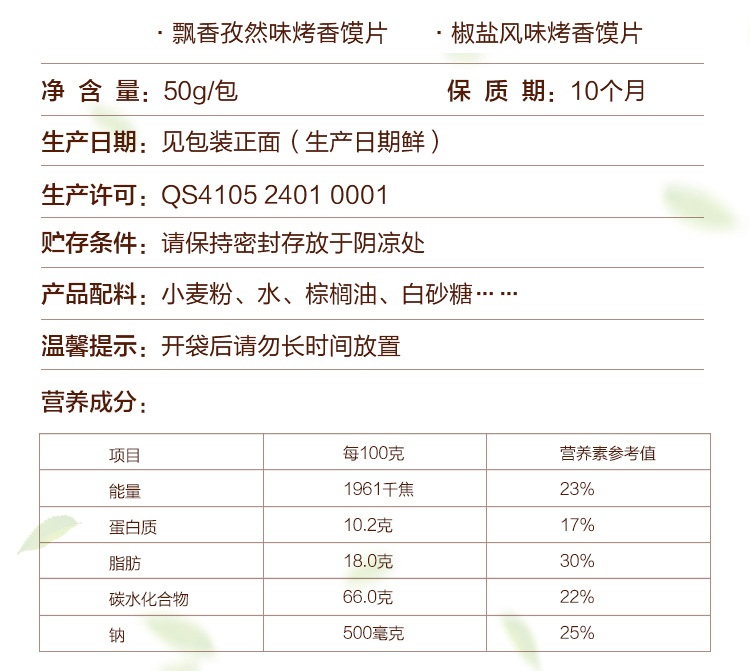 · 飘香孜然味烤香馍片 · 椒盐风味烤香馍片
净 含 量：50g/包 保 质 期：10个月
生产日期：见包装正面（生产日期鲜）
生产许可：QS4105 2401 0001
贮存条件：请保持密封存放于阴凉处
产品配料：小麦粉、水、棕榈油、白砂糖… …
温馨提示：开袋后请勿长时间放置
营养成分：
项目 每100克 营养素参考值
能量 1961千焦 23%
蛋白质 10.2克 17%
脂肪 18.0克 30%
碳水化合物 66.0克 22%
钠 500毫克 25%